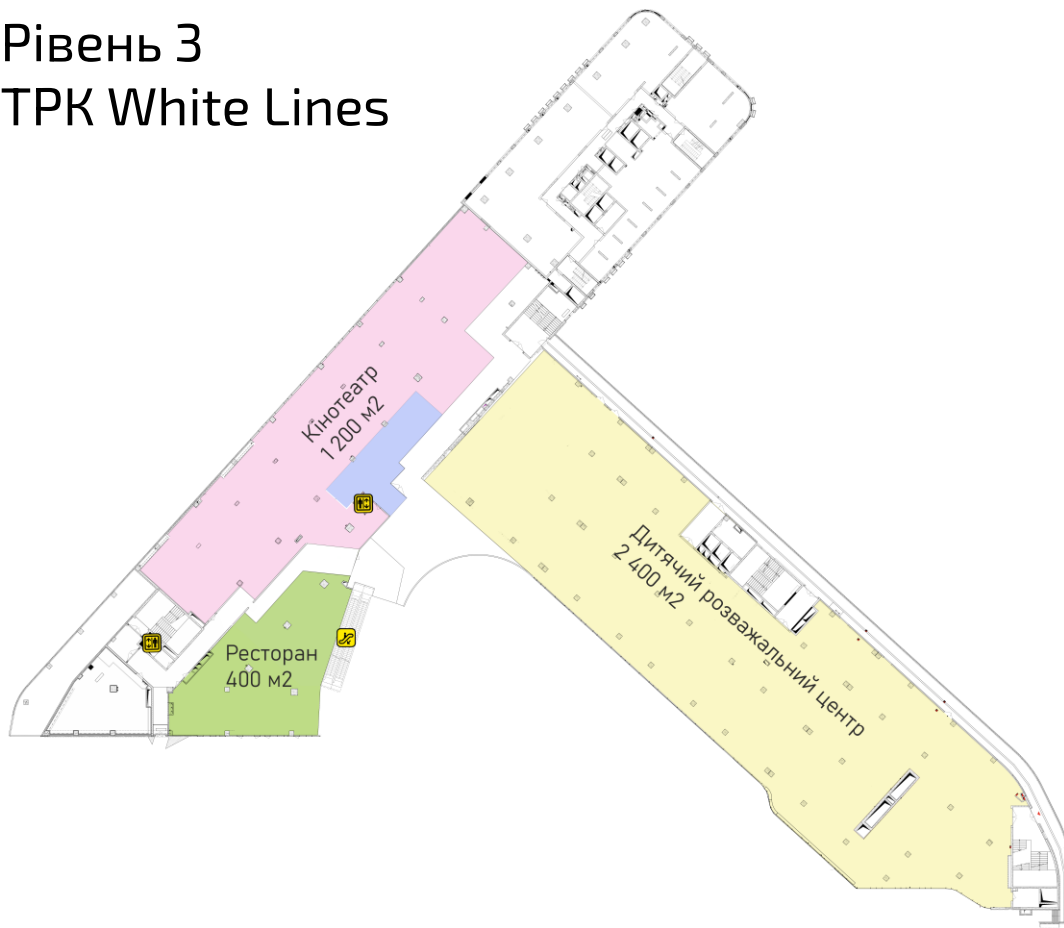 Рівень 3
ТРК White Lines
Кінотеатр
1 200 м2
Дитячий розважальний центр
2 400 м2
Ресторан
400 м2